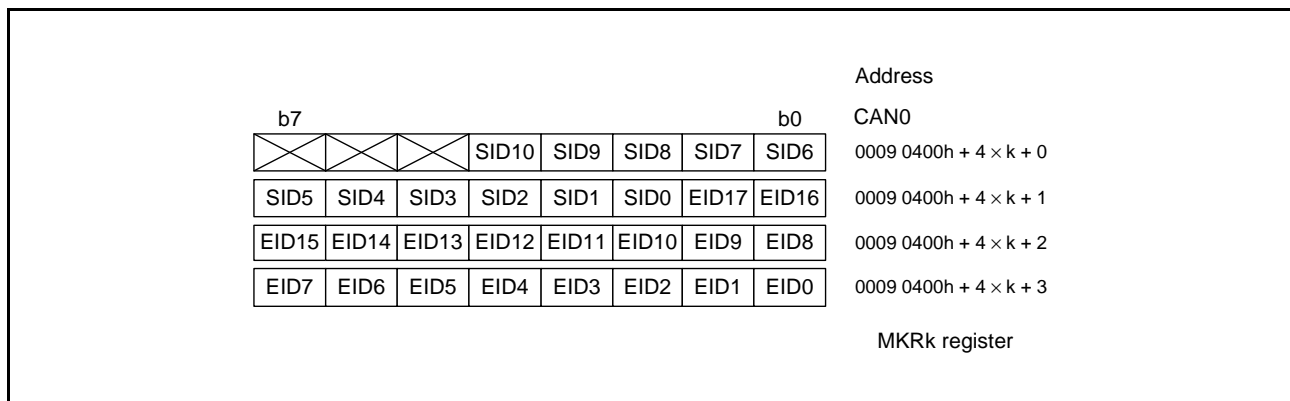 Address
b7 b0 CAN0
SID10 SID9 SID8 SID7 SID6 0009 0400h + 4 × k + 0
SID5 SID4 SID3 SID2 SID1 SID0 EID17 EID16 0009 0400h + 4 × k + 1
EID15 EID14 EID13 EID12 EID11 EID10 EID9 EID8 0009 0400h + 4 × k + 2
EID7 EID6 EID5 EID4 EID3 EID2 EID1 EID0 0009 0400h + 4 × k + 3
MKRk register